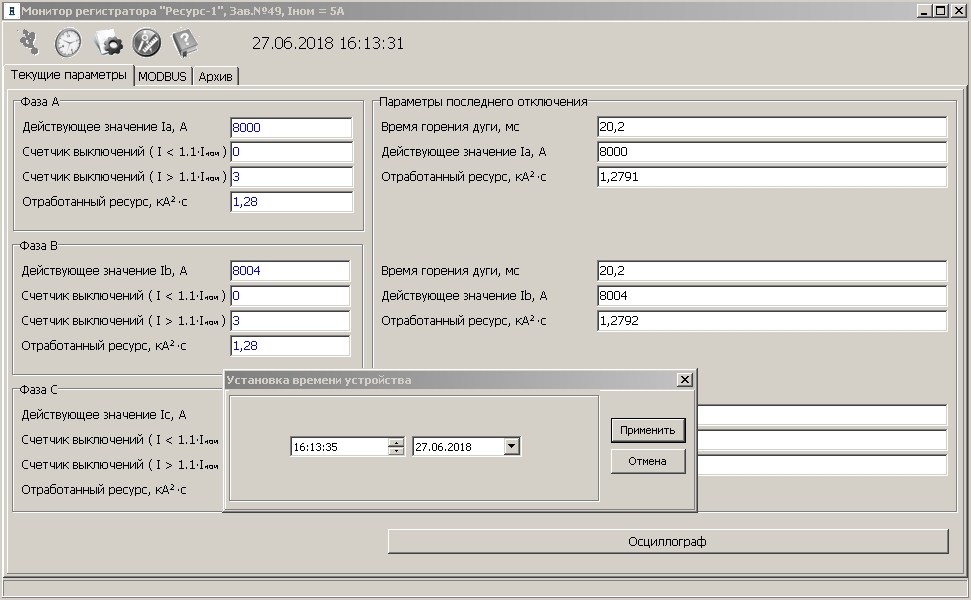 Монитор регистратора "Ресурс-1", Зав.№49, Iном = 5А
27.06.2018 16:13:31
Текущие параметры MODBUS Архив
Фаза А
Действующее значение Ia, А 8000
Счетчик выключений ( I < 1.1·Iном ) 0
Счетчик выключений ( I > 1.1·Iном ) 3
Отработанный ресурс, кА²·с 1,28
Параметры последнего отключения
Время горения дуги, мс 20,2
Действующее значение Ia, А 8000
Отработанный ресурс, кА²·с 1,2791
Фаза В
Действующее значение Ib, А 8004
Счетчик выключений ( I < 1.1·Iном ) 0
Счетчик выключений ( I > 1.1·Iном ) 3
Отработанный ресурс, кА²·с 1,28
Время горения дуги, мс 20,2
Действующее значение Ib, А 8004
Отработанный ресурс, кА²·с 1,2792
Фаза С
Действующее значение Ic, А
Счетчик выключений ( I < 1.1·Iном
Счетчик выключений ( I > 1.1·Iном
Отработанный ресурс, кА²·с
Установка времени устройства
16:13:35 27.06.2018
Применить
Отмена
Осциллограф